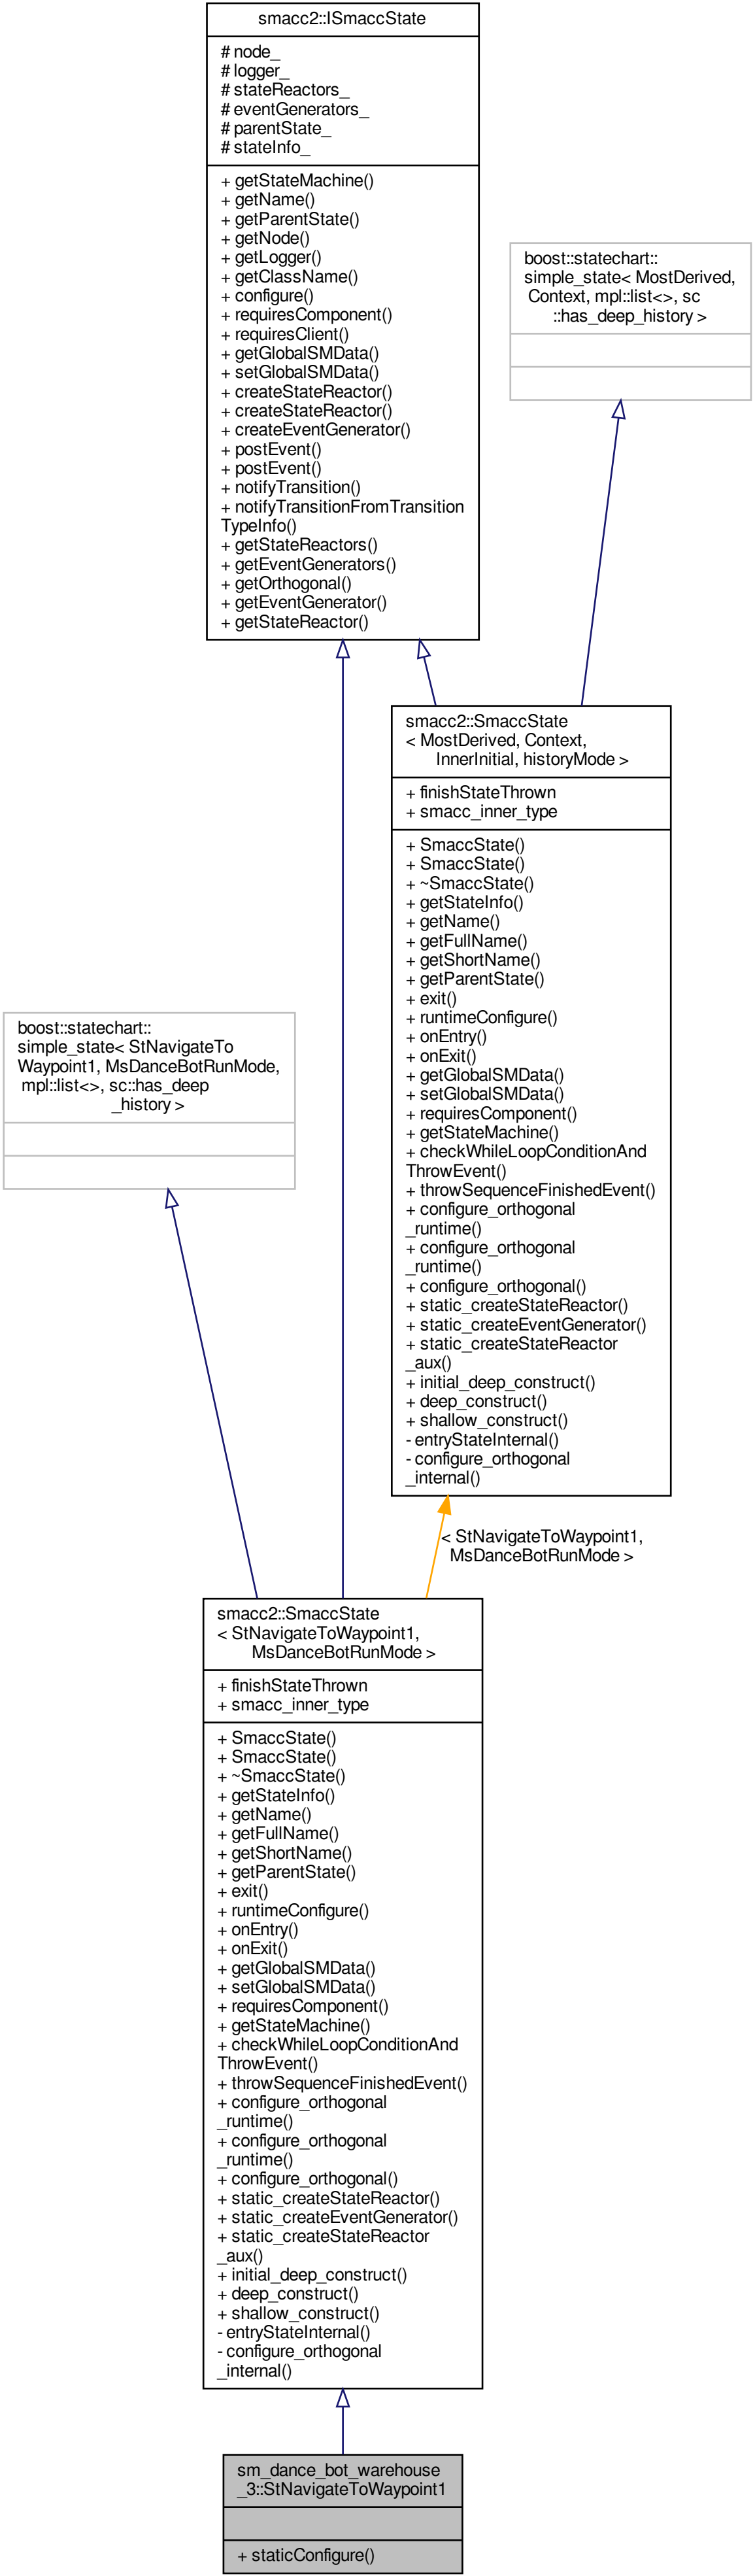 smacc2::ISmaccState
# node_
# logger_
# stateReactors_
# eventGenerators_
# parentState_
# stateInfo_
+ getStateMachine()
+ getName()
+ getParentState()
+ getNode()
+ getLogger()
+ getClassName()
+ configure()
+ requiresComponent()
+ requiresClient()
+ getGlobalSMData()
+ setGlobalSMData()
+ createStateReactor()
+ createStateReactor()
+ createEventGenerator()
+ postEvent()
+ postEvent()
+ notifyTransition()
+ notifyTransitionFromTransition
TypeInfo()
+ getStateReactors()
+ getEventGenerators()
+ getOrthogonal()
+ getEventGenerator()
+ getStateReactor()
boost::statechart::
simple_state< MostDerived,
Context, mpl::list<>, sc
::has_deep_history >
smacc2::SmaccState
< MostDerived, Context,
InnerInitial, historyMode >
+ finishStateThrown
+ smacc_inner_type
+ SmaccState()
+ SmaccState()
+ ~SmaccState()
+ getStateInfo()
+ getName()
+ getFullName()
+ getShortName()
+ getParentState()
+ exit()
+ runtimeConfigure()
+ onEntry()
+ onExit()
+ getGlobalSMData()
+ setGlobalSMData()
+ requiresComponent()
+ getStateMachine()
+ checkWhileLoopConditionAnd
ThrowEvent()
+ throwSequenceFinishedEvent()
+ configure_orthogonal
_runtime()
+ configure_orthogonal
_runtime()
+ configure_orthogonal()
+ static_createStateReactor()
+ static_createEventGenerator()
+ static_createStateReactor
_aux()
+ initial_deep_construct()
+ deep_construct()
+ shallow_construct()
- entryStateInternal()
- configure_orthogonal
_internal()
boost::statechart::
simple_state< StNavigateTo
Waypoint1, MsDanceBotRunMode,
mpl::list<>, sc::has_deep
_history >
< StNavigateToWaypoint1,
MsDanceBotRunMode >
smacc2::SmaccState
< StNavigateToWaypoint1,
MsDanceBotRunMode >
+ finishStateThrown
+ smacc_inner_type
+ SmaccState()
+ SmaccState()
+ ~SmaccState()
+ getStateInfo()
+ getName()
+ getFullName()
+ getShortName()
+ getParentState()
+ exit()
+ runtimeConfigure()
+ onEntry()
+ onExit()
+ getGlobalSMData()
+ setGlobalSMData()
+ requiresComponent()
+ getStateMachine()
+ checkWhileLoopConditionAnd
ThrowEvent()
+ throwSequenceFinishedEvent()
+ configure_orthogonal
_runtime()
+ configure_orthogonal
_runtime()
+ configure_orthogonal()
+ static_createStateReactor()
+ static_createEventGenerator()
+ static_createStateReactor
_aux()
+ initial_deep_construct()
+ deep_construct()
+ shallow_construct()
- entryStateInternal()
- configure_orthogonal
_internal()
sm_dance_bot_warehouse
_3::StNavigateToWaypoint1
+ staticConfigure()